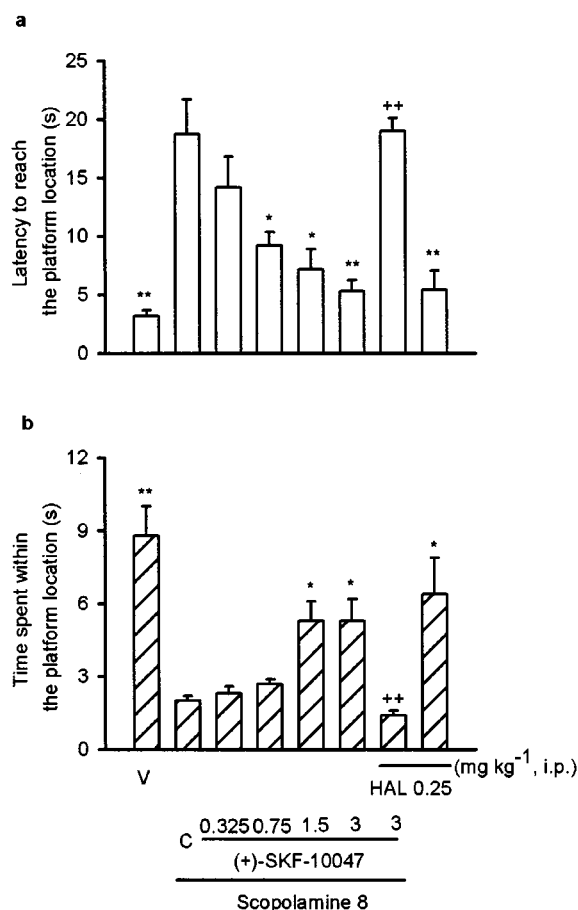 a
Latency to reach
the platform location (s)
25
20
15
10
5
0
**
*
*
**
++
**
b
Time spent within
the platform location (s)
12
9
6
3
0
**
*
*
++
*
V
HAL 0.25
(mg kg⁻¹, i.p.)
C
0.325 0.75 1.5 3 3
(+)-SKF-10047
Scopolamine 8